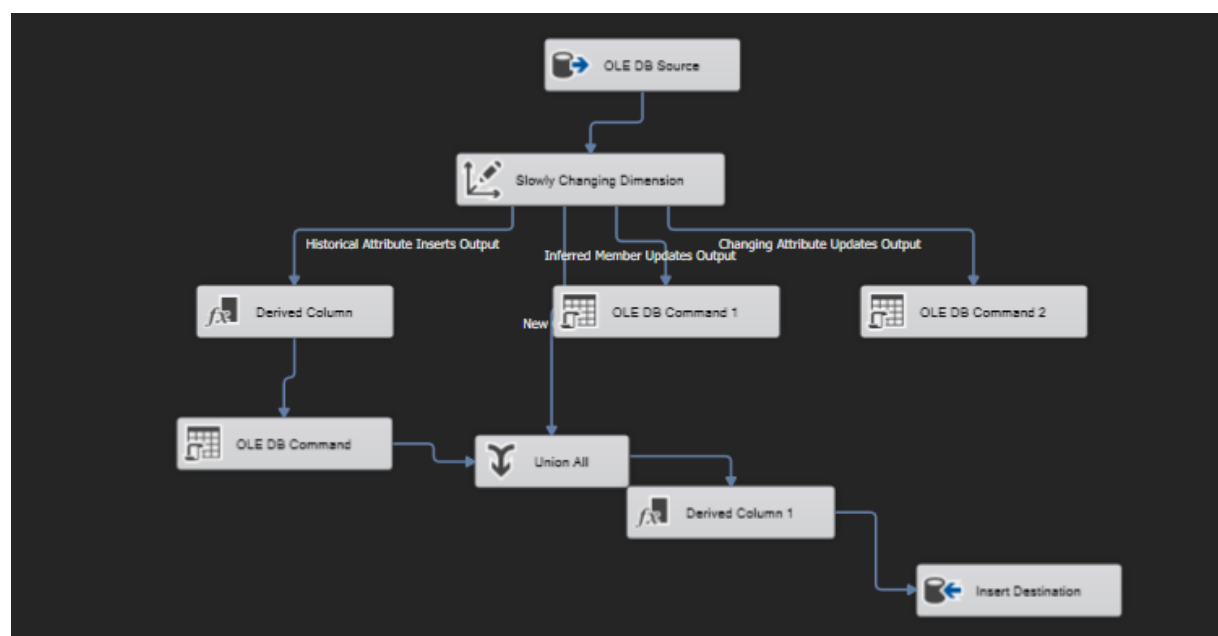 OLE DB Source
Slowly Changing Dimension
Historical Attribute Inserts Output
Inferred Member Updates Output
Changing Attribute Updates Output
Derived Column
New
OLE DB Command 1
OLE DB Command 2
OLE DB Command
Union All
Derived Column 1
Insert Destination